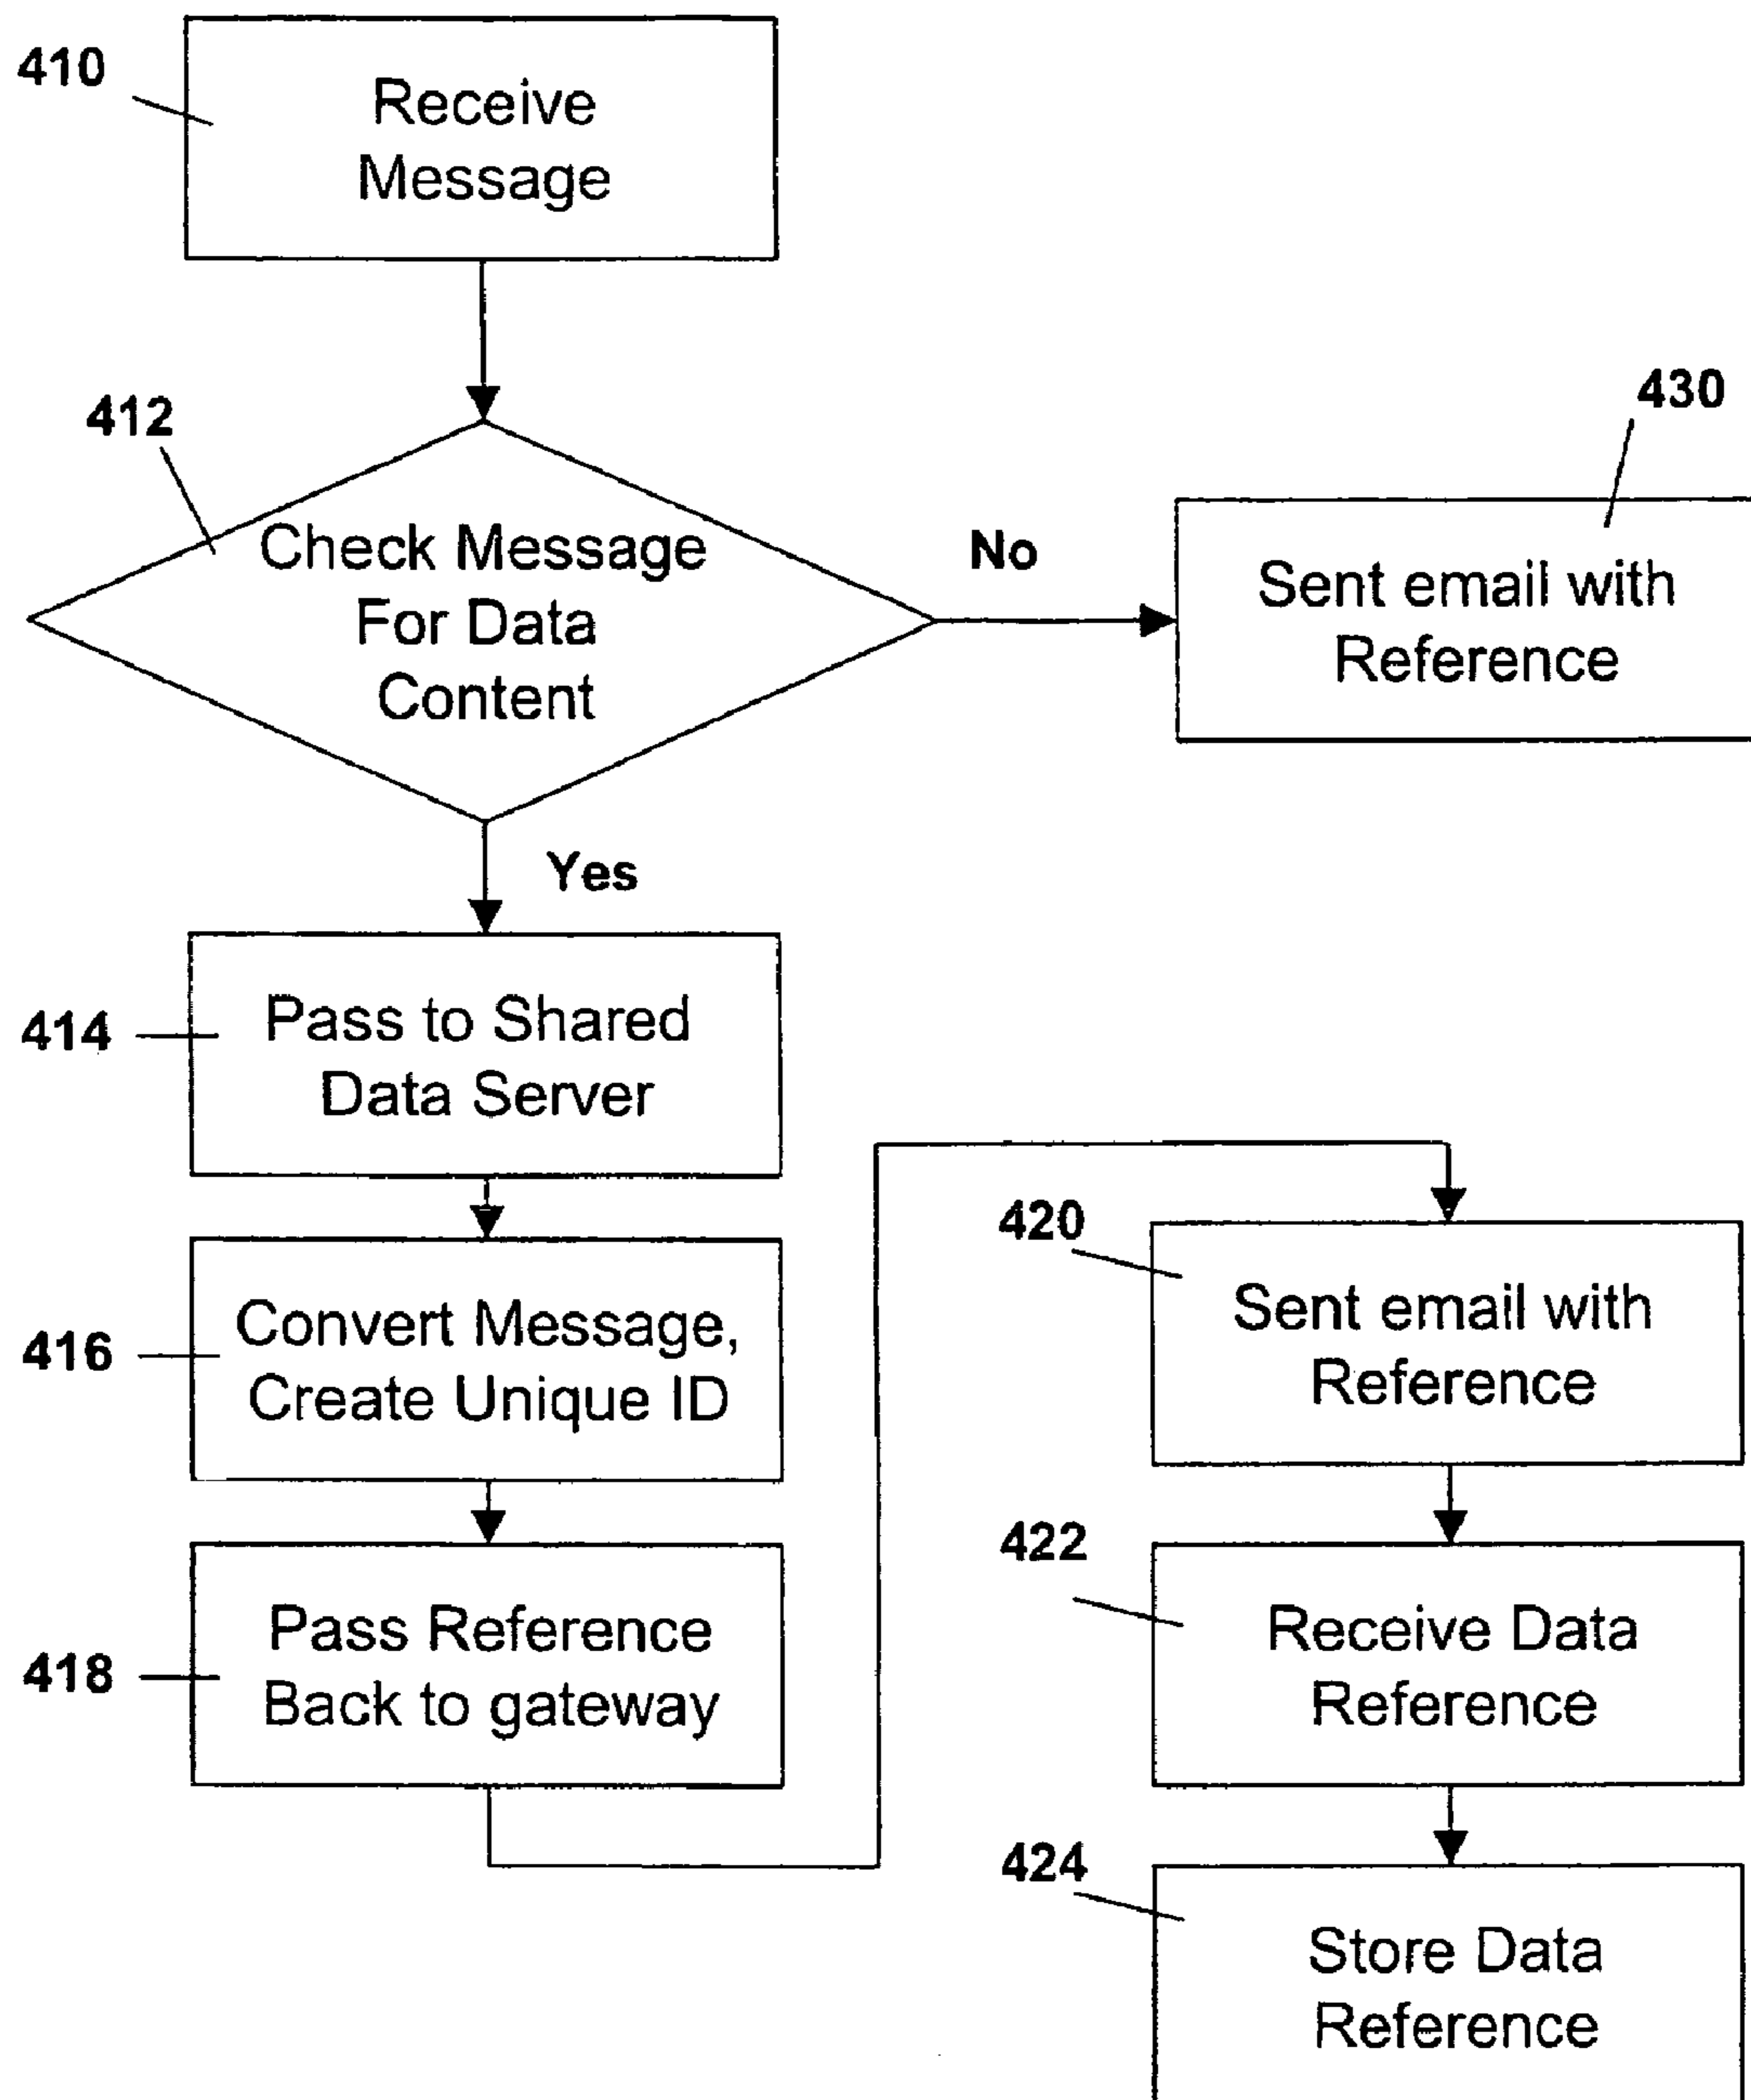 410
Receive
Message
412
Check Message
For Data
Content
No
430
Sent email with
Reference
Yes
414
Pass to Shared
Data Server
416
Convert Message,
Create Unique ID
418
Pass Reference
Back to gateway
420
Sent email with
Reference
422
Receive Data
Reference
424
Store Data
Reference